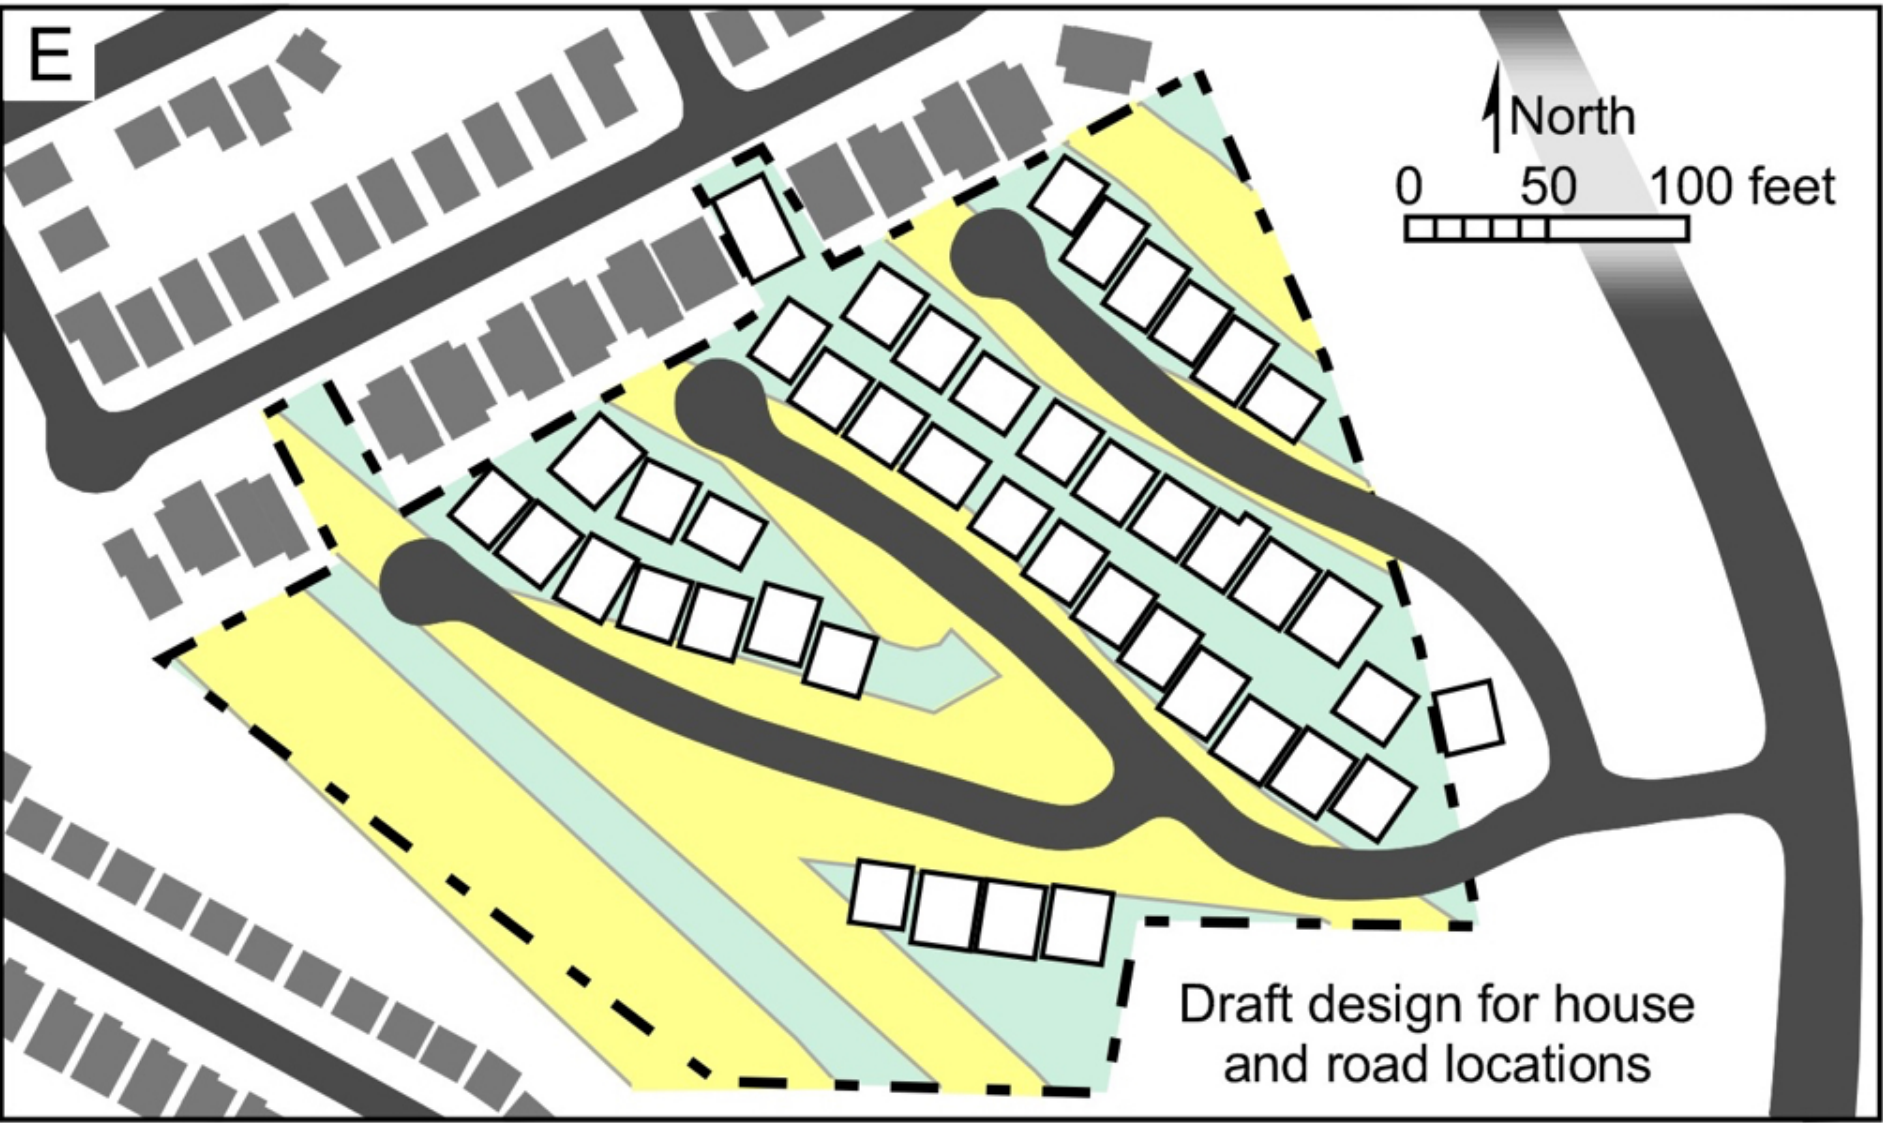 E
North
0 50 100 feet
Draft design for house
and road locations